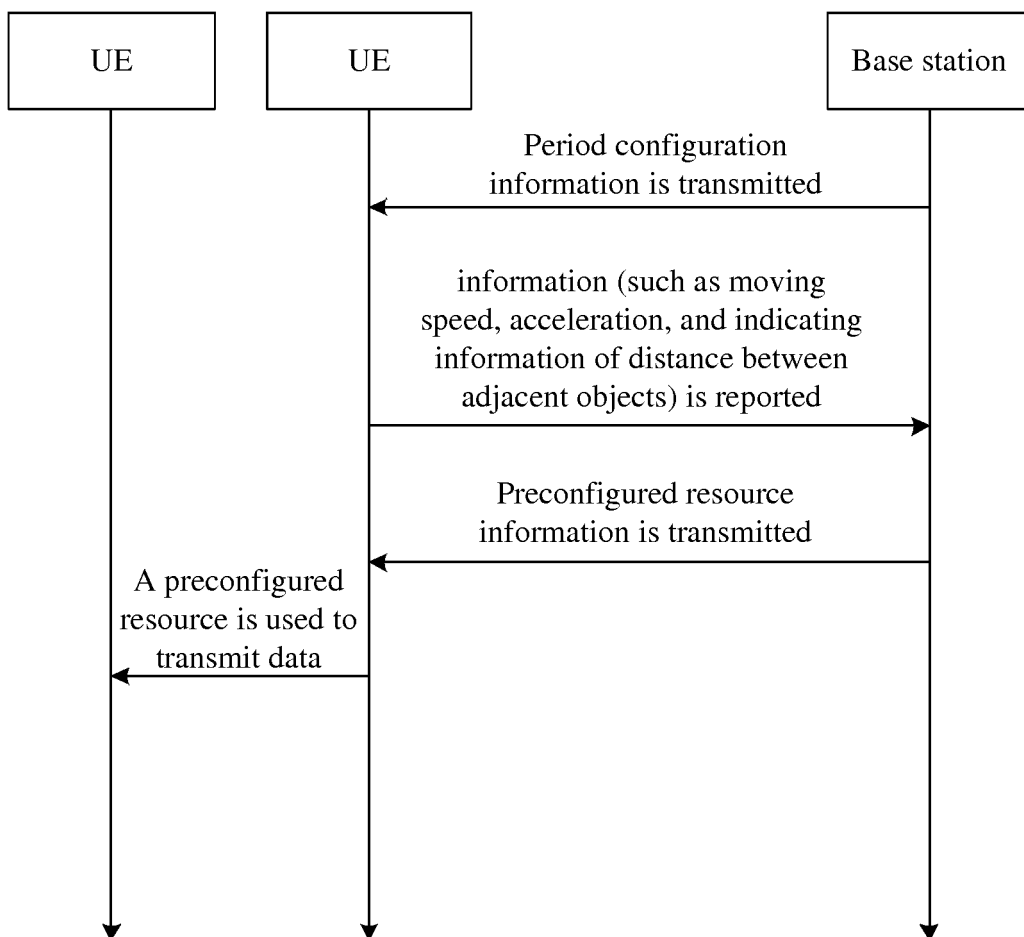 UE
UE
Base station
Period configuration
information is transmitted
information (such as moving
speed, acceleration, and indicating
information of distance between
adjacent objects) is reported
Preconfigured resource
information is transmitted
A preconfigured
resource is used to
transmit data